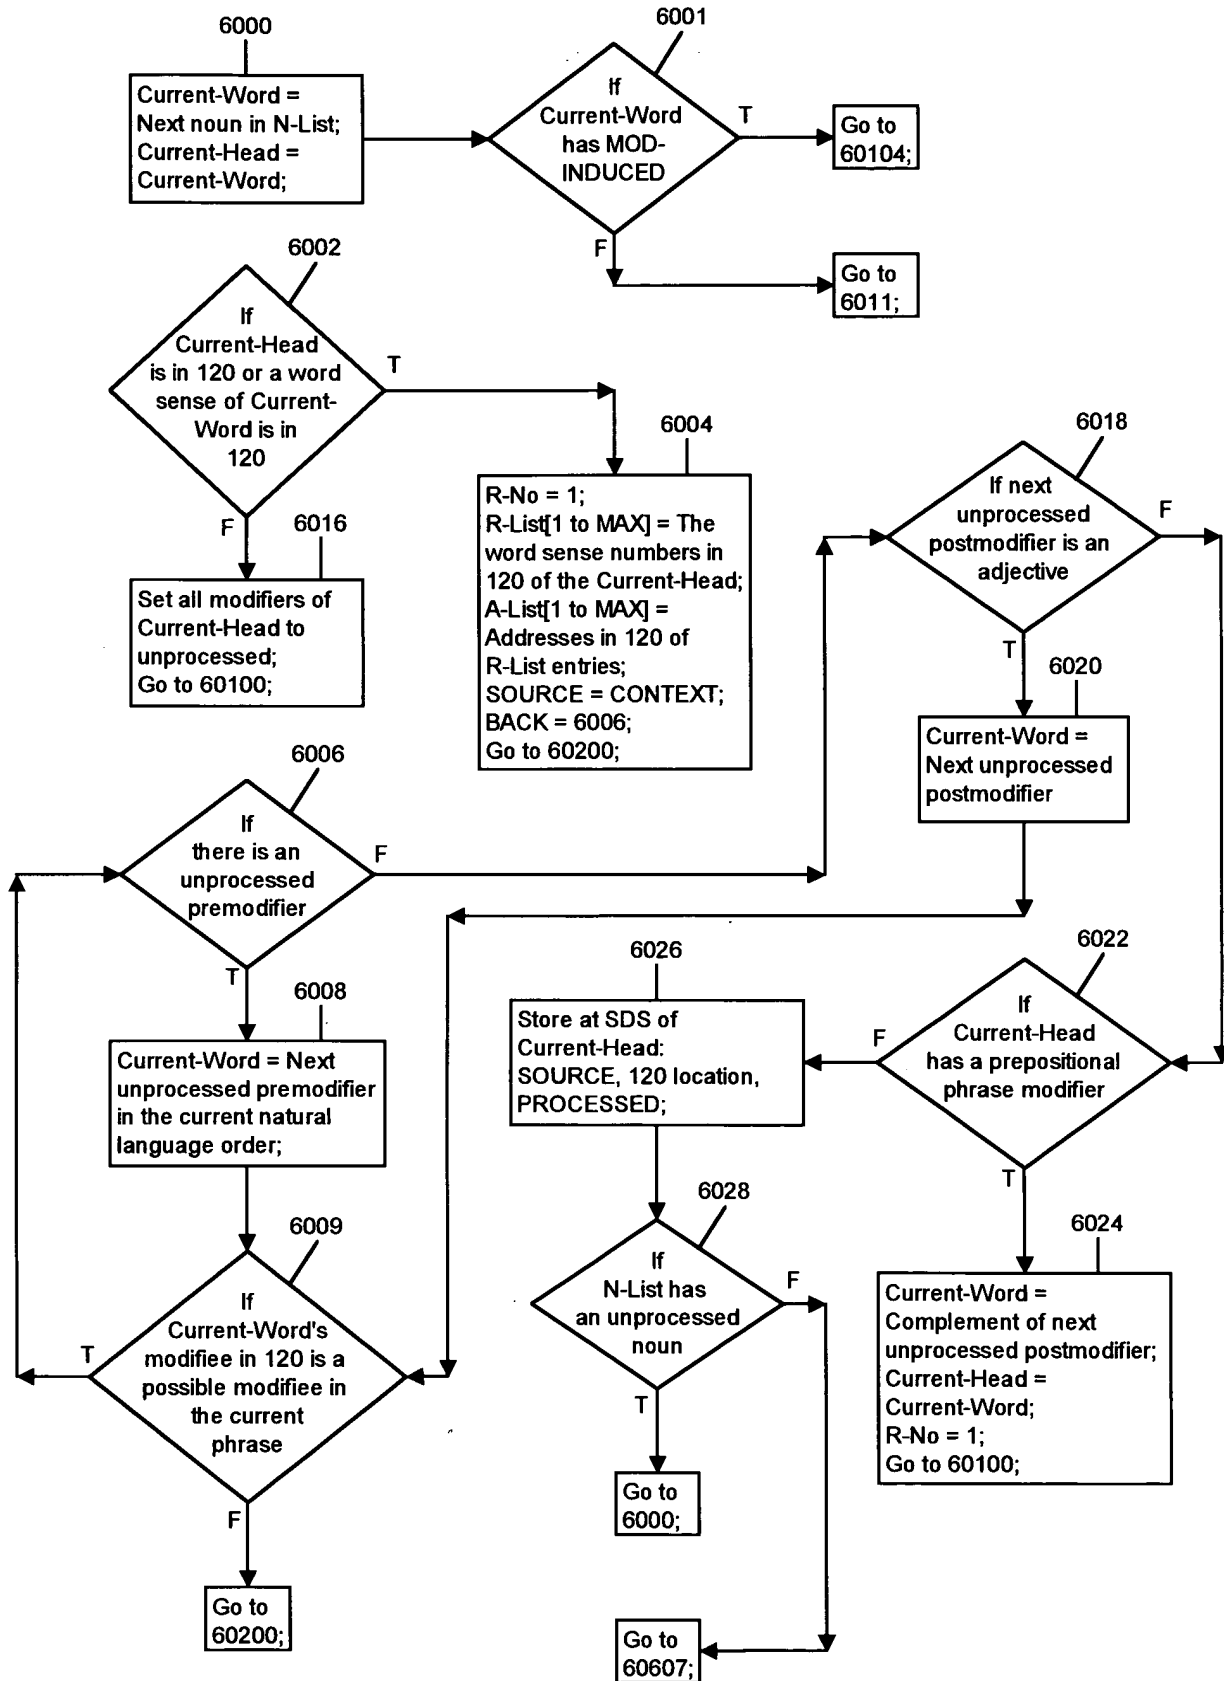 6000
Current-Word =
Next noun in N-List;
Current-Head =
Current-Word;
6001
If
Current-Word
has MOD-
INDUCED
T
Go to
60104;
F
Go to
6011;
6002
If
Current-Head
is in 120 or a word
sense of Current-
Word is in
120
T
F
6004
R-No = 1;
R-List[1 to MAX] = The
word sense numbers in
120 of the Current-Head;
A-List[1 to MAX] =
Addresses in 120 of
R-List entries;
SOURCE = CONTEXT;
BACK = 6006;
Go to 60200;
6016
Set all modifiers of
Current-Head to
unprocessed;
Go to 60100;
6018
If next
unprocessed
postmodifier is an
adjective
F
T
6020
Current-Word =
Next unprocessed
postmodifier
6006
If
there is an
unprocessed
premodifier
F
T
6008
Current-Word = Next
unprocessed premodifier
in the current natural
language order;
6009
If
Current-Word's
modifiee in 120 is a
possible modifiee in
the current
phrase
T
F
Go to
60200;
6022
If
Current-Head
has a prepositional
phrase modifier
F
T
6024
Current-Word =
Complement of next
unprocessed postmodifier;
Current-Head =
Current-Word;
R-No = 1;
Go to 60100;
6026
Store at SDS of
Current-Head:
SOURCE, 120 location,
PROCESSED;
6028
If
N-List has
an unprocessed
noun
F
T
Go to
6000;
Go to
60607;